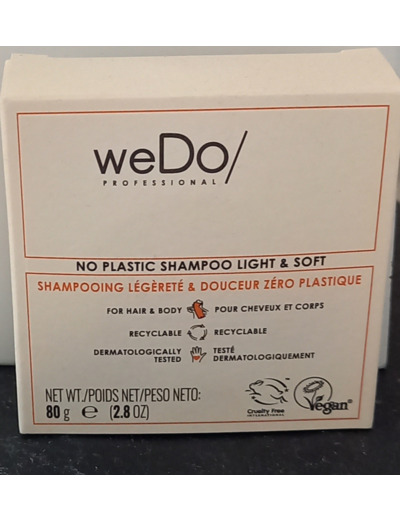 weDo/
PROFESSIONAL
NO PLASTIC SHAMPOO LIGHT & SOFT
SHAMPOOING LÉGÈRETÉ & DOUCEUR ZÉRO PLASTIQUE
FOR HAIR & BODY POUR CHEVEUX ET CORPS
RECYCLABLE RECYCLABLE
DERMATOLOGICALLY TESTÉ
TESTED DERMATOLOGIQUEMENT
NET WT./POIDS NET/PESO NETO:
80 g e (2.8 OZ)
Cruelty Free
INTERNATIONAL
Vegan